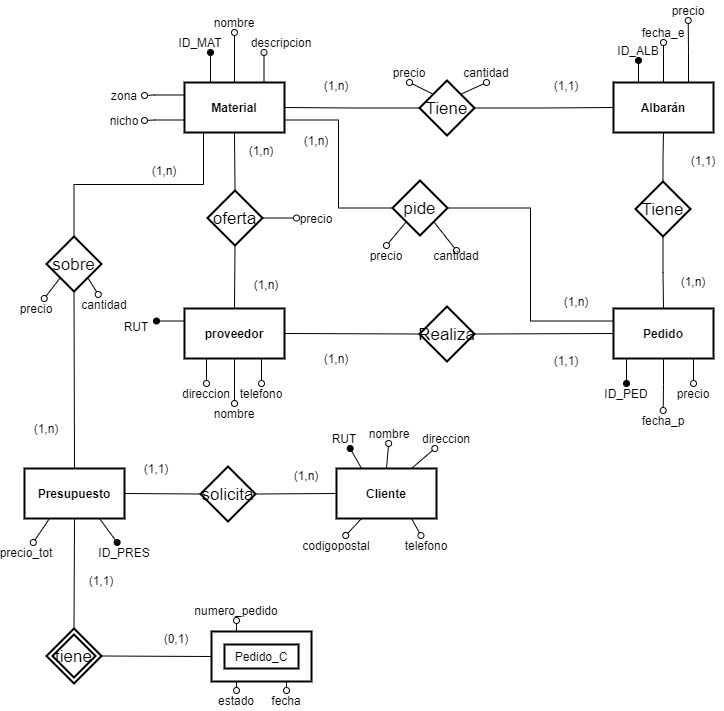 precio
nombre
fecha_e
ID_MAT
descripcion
ID_ALB
precio
cantidad
zona
(1,n)
(1,1)
Material
Tiene
Albarán
nicho
(1,n)
(1,n)
(1,1)
(1,n)
oferta
precio
pide
Tiene
precio
cantidad
sobre
precio
cantidad
(1,n)
(1,n)
(1,n)
RUT
proveedor
Realiza
Pedido
(1,n)
(1,1)
direccion
telefono
nombre
ID_PED
precio
fecha_p
(1,n)
RUT
nombre
direccion
(1,1)
(1,n)
Presupuesto
solicita
Cliente
precio_tot
ID_PRES
codigopostal
telefono
(1,1)
numero_pedido
(0,1)
tiene
Pedido_C
estado
fecha